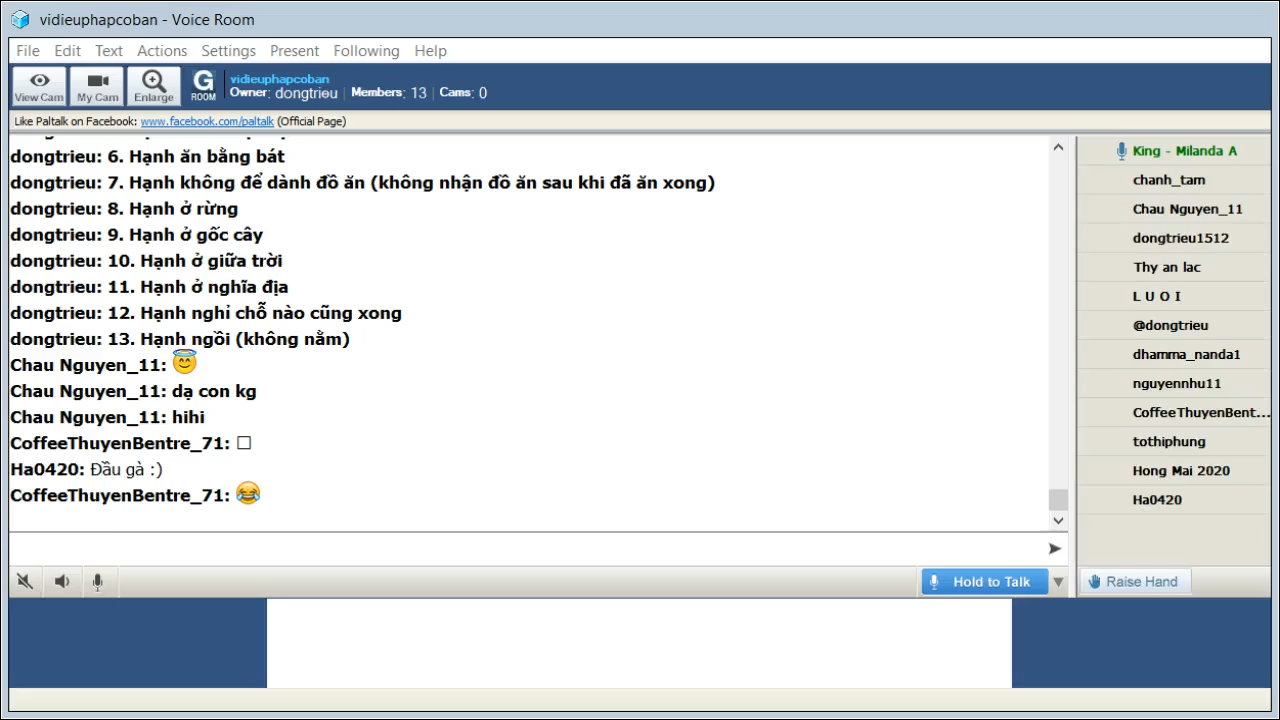 vidieuphapcoban - Voice Room
File Edit Text Actions Settings Present Following Help
View Cam My Cam Enlarge G ROOM
vidieuphapcoban
Owner: dongtrieu | Members: 13 | Cams: 0
Like Paltalk on Facebook: www.facebook.com/paltalk (Official Page)
dongtrieu: 6. Hạnh ăn bằng bát
dongtrieu: 7. Hạnh không để dành đồ ăn (không nhận đồ ăn sau khi đã ăn xong)
dongtrieu: 8. Hạnh ở rừng
dongtrieu: 9. Hạnh ở gốc cây
dongtrieu: 10. Hạnh ở giữa trời
dongtrieu: 11. Hạnh ở nghĩa địa
dongtrieu: 12. Hạnh nghỉ chỗ nào cũng xong
dongtrieu: 13. Hạnh ngồi (không nằm)
Chau Nguyen_11: 😇
Chau Nguyen_11: dạ con kg
Chau Nguyen_11: hihi
CoffeeThuyenBentre_71: □
Ha0420: Đầu gà :)
CoffeeThuyenBentre_71: 😂
Hold to Talk
King - Milanda A
chanh_tam
Chau Nguyen_11
dongtrieu1512
Thy an lac
L U O I
@dongtrieu
dhamma_nanda1
nguyennhu11
CoffeeThuyenBent...
tothiphung
Hong Mai 2020
Ha0420
Raise Hand